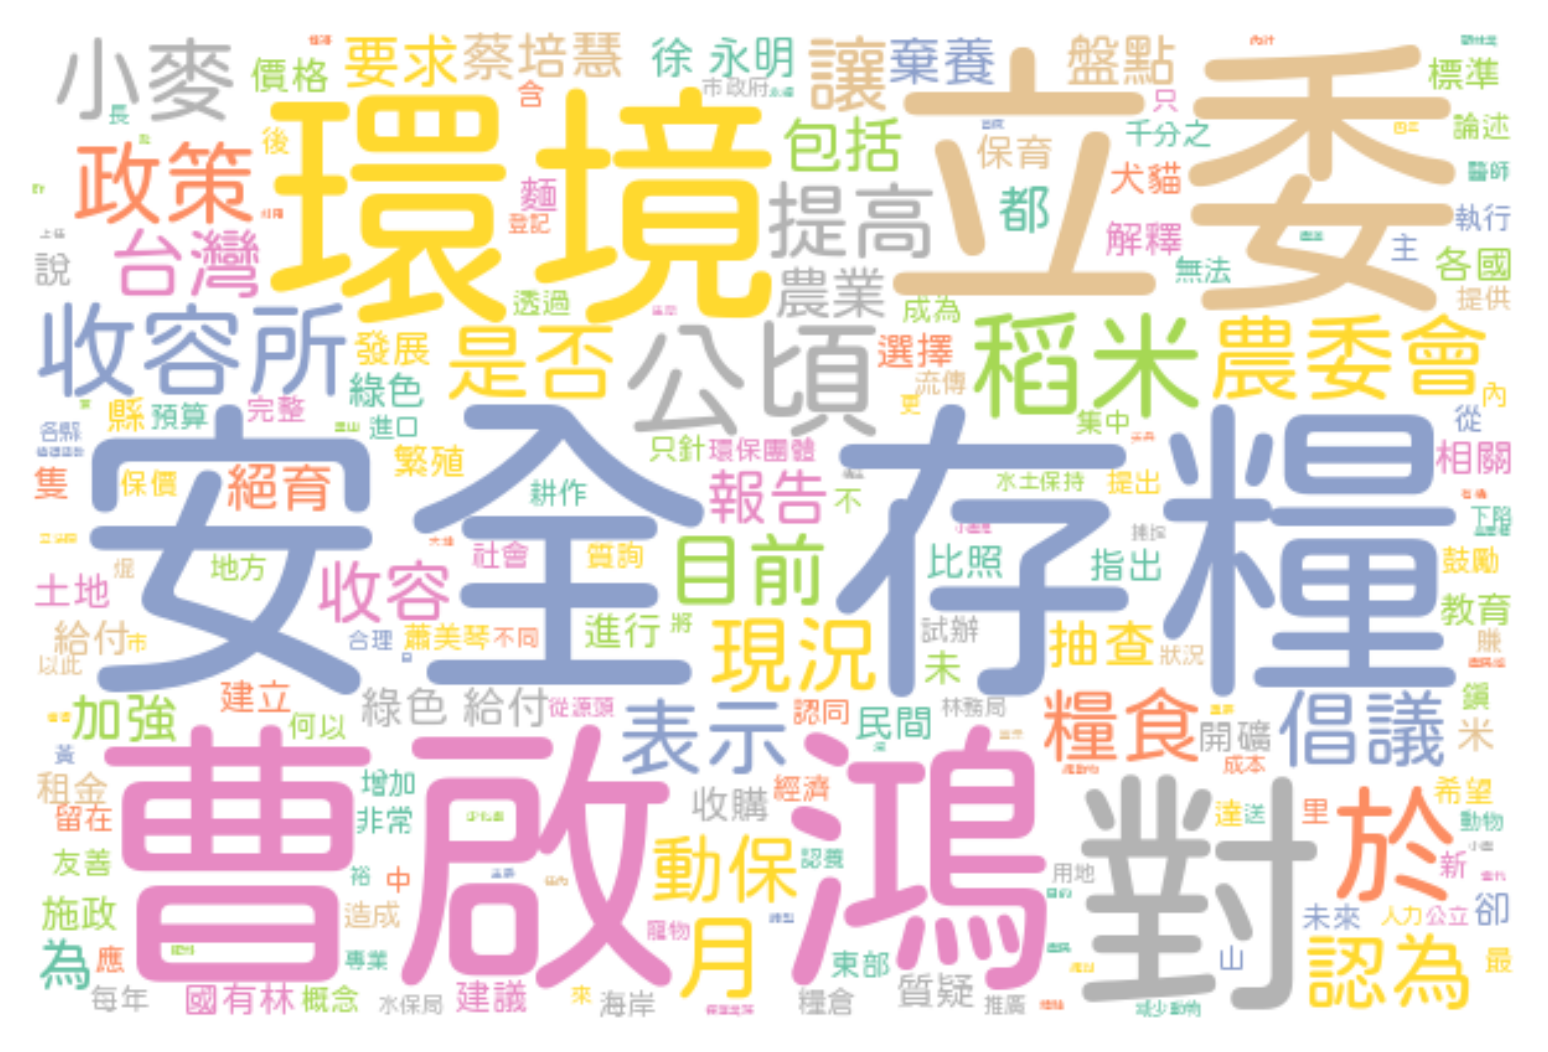 小麥
價格
要求
蔡培慧
徐 永明
市政府
讓
棄養
盤點
標準
長
含
只
論述
政策
後
環境
麵
登記
包括
提高
保育
都
立委
千分之
犬貓
解釋
無法
醫師
執行
主
各國
提供
說
台灣
透過
農業
成為
收容所
發展
是否
公頃
選擇
流傳
更
稻米
農委會
內
綠色
縣
預算
完整
進口
各縣
從
集中
隻
保價
絕育
繁殖
只針
環保團體
報告
不
水土保持
提出
相關
耕作
下陷
安全存糧
土地
地方
收容
社會
質詢
目前
比照
指出
鼓勵
教育
給付
市
以此
合理
蕭美琴
不同
進行
將
現況
試辦
未
抽查
狀況
賺
加強
建立
何以
綠色 給付
從源頭
表示
認同
民間
林務局
糧食
開礦
倡議
鎖
米
黃
成本
租金
留在
增加
非常
曹啟鴻
收購
經濟
對
達
送
里
於
希望
動物
友善
裕
中
動保
認養
用地
新
施政
造成
寵物
月
未來
人力
公立
卻
為
應
專業
東部
山
認為
最
每年
國有林
概念
水保局
建議
來
海岸
糧倉
質疑
推廣
減少動物